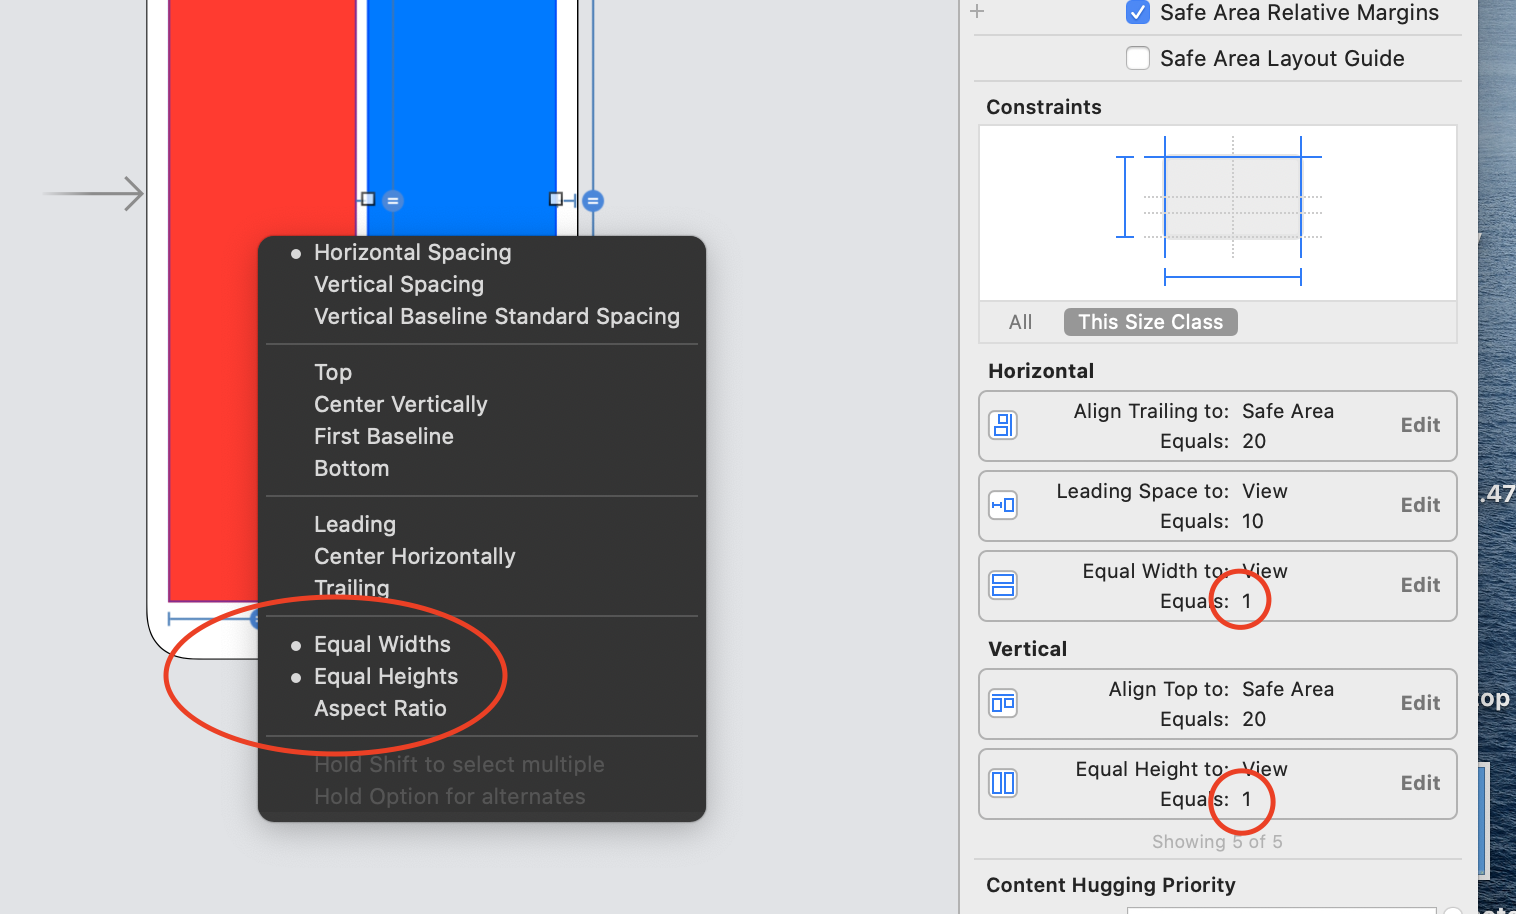 Safe Area Relative Margins
Safe Area Layout Guide
Constraints
All
This Size Class
Horizontal
Align Trailing to: Safe Area
Equals: 20
Edit
Leading Space to: View
Equals: 10
Edit
Equal Width to: View
Equals: 1
Edit
Vertical
Align Top to: Safe Area
Equals: 20
Edit
Equal Height to: View
Equals: 1
Edit
Showing 5 of 5
Content Hugging Priority
Horizontal Spacing
Vertical Spacing
Vertical Baseline Standard Spacing
Top
Center Vertically
First Baseline
Bottom
Leading
Center Horizontally
Trailing
Equal Widths
Equal Heights
Aspect Ratio
Hold Shift to select multiple
Hold Option for alternates
.47
top